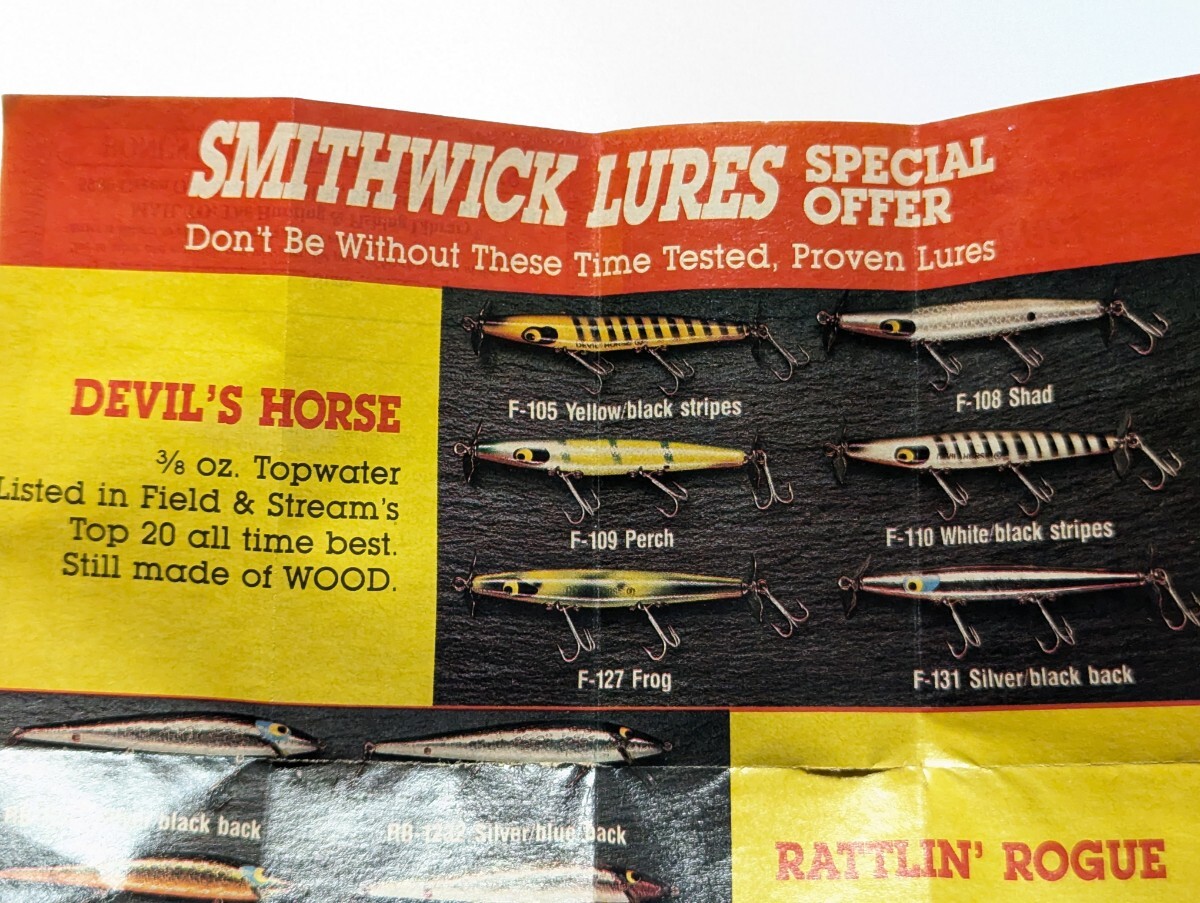 SMITHWICK LURES SPECIAL OFFER
Don't Be Without These Time Tested, Proven Lures
DEVIL'S HORSE
3/8 oz. Topwater
Listed in Field & Stream's
Top 20 all time best.
Still made of WOOD.
F-105 Yellow/black stripes
F-108 Shad
F-109 Perch
F-110 White/black stripes
F-127 Frog
F-131 Silver/black back
black back
Silver/blue back
RATTLIN' ROGUE